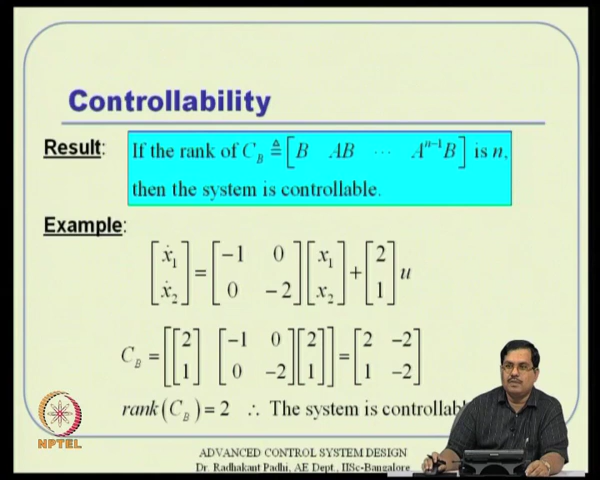 Controllability
Result: If the rank of C_B ≜ [B AB ⋯ A^{n-1}B] is n,
then the system is controllable.
Example:
[ẋ₁; ẋ₂] = [−1 0; 0 −2] [x₁; x₂] + [2; 1] u
C_B = [[2; 1] [−1 0; 0 −2] [2; 1]] = [2 −2; 1 −2]
rank(C_B) = 2 ∴ The system is controllabl
NPTEL
ADVANCED CONTROL SYSTEM DESIGN
Dr. Radhakant Padhi, AE Dept., IISc-Bangalore